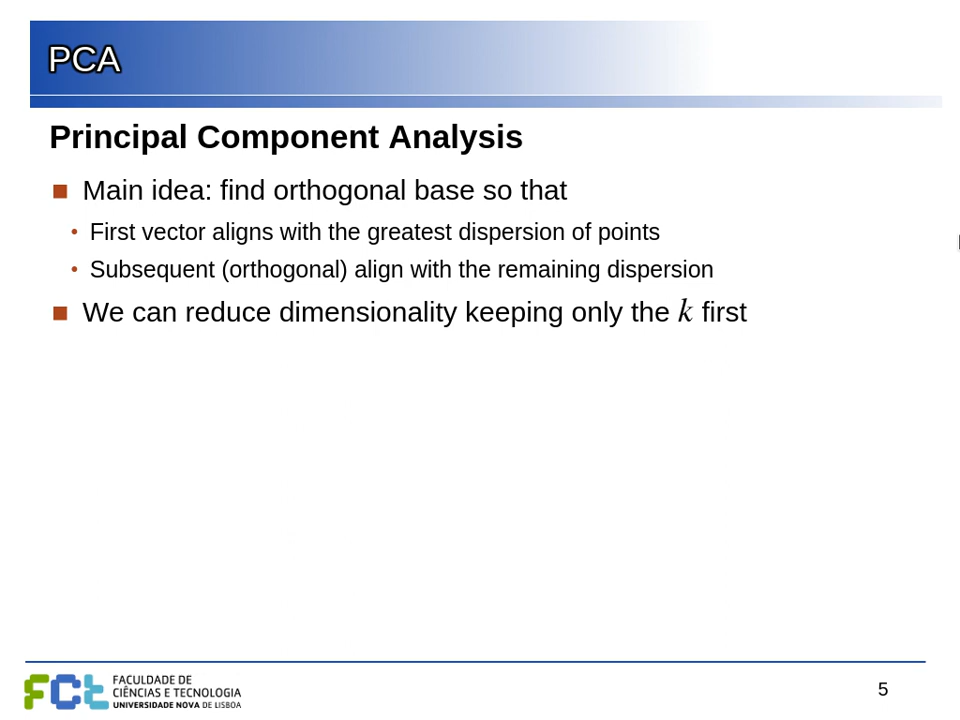 PCA
Principal Component Analysis
Main idea: find orthogonal base so that
• First vector aligns with the greatest dispersion of points
• Subsequent (orthogonal) align with the remaining dispersion
We can reduce dimensionality keeping only the k first
FCt
FACULDADE DE
CIÊNCIAS E TECNOLOGIA
UNIVERSIDADE NOVA DE LISBOA
5